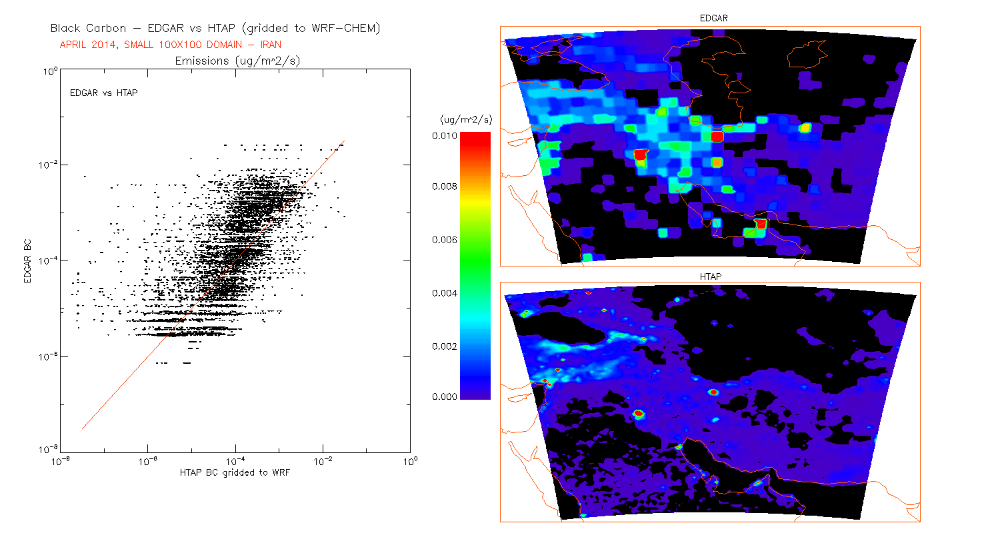 Black Carbon – EDGAR vs HTAP (gridded to WRF–CHEM)
APRIL 2014, SMALL 100X100 DOMAIN – IRAN
Emissions (ug/m^2/s)
EDGAR vs HTAP
10^0
10^-2
10^-4
10^-6
10^-8
EDGAR BC
10^-8
10^-6
10^-4
10^-2
10^0
HTAP BC gridded to WRF
(ug/m^2/s)
0.010
0.008
0.006
0.004
0.002
0.000
EDGAR
HTAP